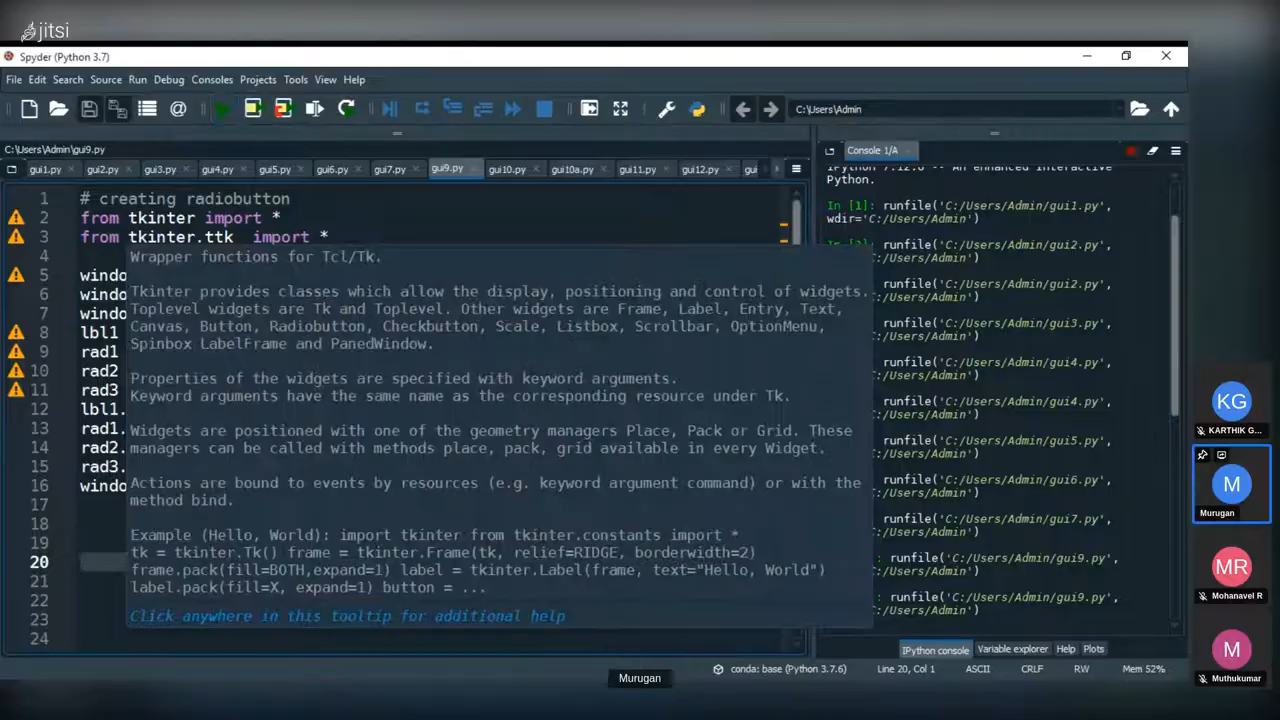 jitsi
Spyder (Python 3.7)
File Edit Search Source Run Debug Consoles Projects Tools View Help
C:\Users\Admin
C:\Users\Admin\gui9.py
gui1.py gui2.py gui3.py gui4.py gui5.py gui6.py gui7.py gui9.py gui10.py gui10a.py gui11.py gui12.py gui
1 # creating radiobutton
2 from tkinter import *
3 from tkinter.ttk import *
4
5 windo
6 windo
7 windo
8 lbl1
9 rad1
10 rad2
11 rad3
12 lbl1.
13 rad1.
14 rad2.
15 rad3.
16 windo
17
18
19
20
21
22
23
24
Wrapper functions for Tcl/Tk.
Tkinter provides classes which allow the display, positioning and control of widgets.
Toplevel widgets are Tk and Toplevel. Other widgets are Frame, Label, Entry, Text,
Canvas, Button, Radiobutton, Checkbutton, Scale, Listbox, Scrollbar, OptionMenu,
Spinbox LabelFrame and PanedWindow.
Properties of the widgets are specified with keyword arguments.
Keyword arguments have the same name as the corresponding resource under Tk.
Widgets are positioned with one of the geometry managers Place, Pack or Grid. These
managers can be called with methods place, pack, grid available in every Widget.
Actions are bound to events by resources (e.g. keyword argument command) or with the
method bind.
Example (Hello, World): import tkinter from tkinter.constants import *
tk = tkinter.Tk() frame = tkinter.Frame(tk, relief=RIDGE, borderwidth=2)
frame.pack(fill=BOTH,expand=1) label = tkinter.Label(frame, text="Hello, World")
label.pack(fill=X, expand=1) button = ...
Click anywhere in this tooltip for additional help
Console 1/A
Python.
In [1]: runfile('C:/Users/Admin/gui1.py',
wdir='C:/Users/Admin')
runfile('C:/Users/Admin/gui2.py',
/Users/Admin')
runfile('C:/Users/Admin/gui2.py',
/Users/Admin')
runfile('C:/Users/Admin/gui3.py',
/Users/Admin')
runfile('C:/Users/Admin/gui4.py',
/Users/Admin')
runfile('C:/Users/Admin/gui4.py',
/Users/Admin')
runfile('C:/Users/Admin/gui5.py',
/Users/Admin')
runfile('C:/Users/Admin/gui6.py',
/Users/Admin')
runfile('C:/Users/Admin/gui7.py',
/Users/Admin')
: runfile('C:/Users/Admin/gui9.py',
/Users/Admin')
: runfile('C:/Users/Admin/gui9.py',
/Users/Admin')
IPython console Variable explorer Help Plots
conda: base (Python 3.7.6) Line 20, Col 1 ASCII CRLF RW Mem 52%
Murugan
KG
KARTHIK G...
M
Murugan
MR
Mohanavel R
M
Muthukumar